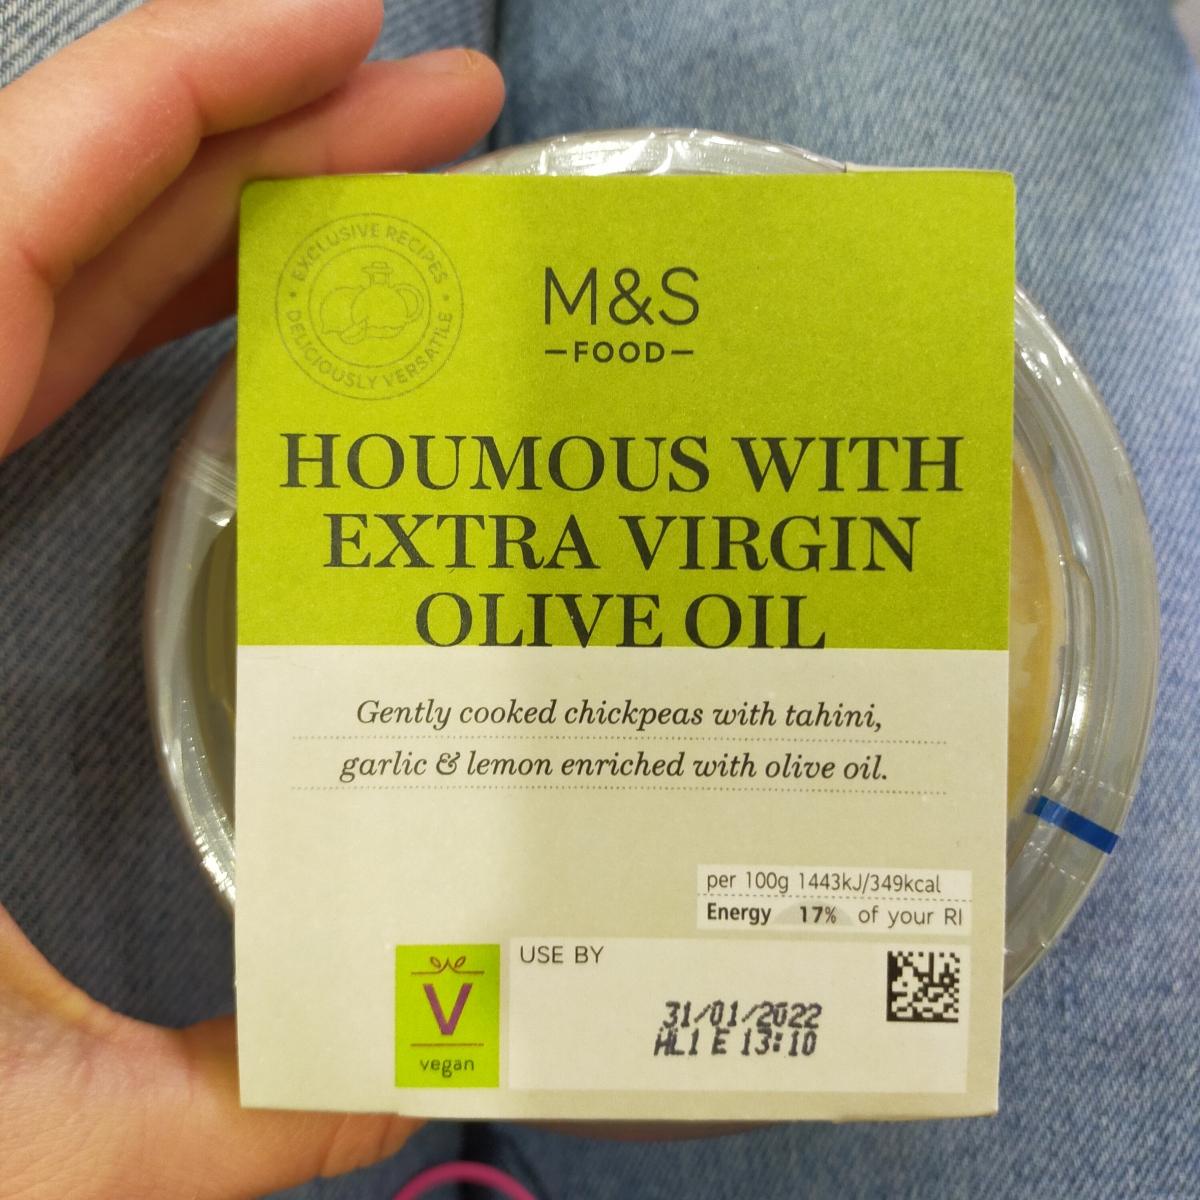 EXCLUSIVE RECIPES
DELICIOUSLY VERSATILE
M&S
FOOD
HOUMOUS WITH
EXTRA VIRGIN
OLIVE OIL
Gently cooked chickpeas with tahini,
garlic & lemon enriched with olive oil.
per 100g 1443kJ/349kcal
Energy 17% of your RI
USE BY
31/01/2022
HL1 E 13:10
V
vegan